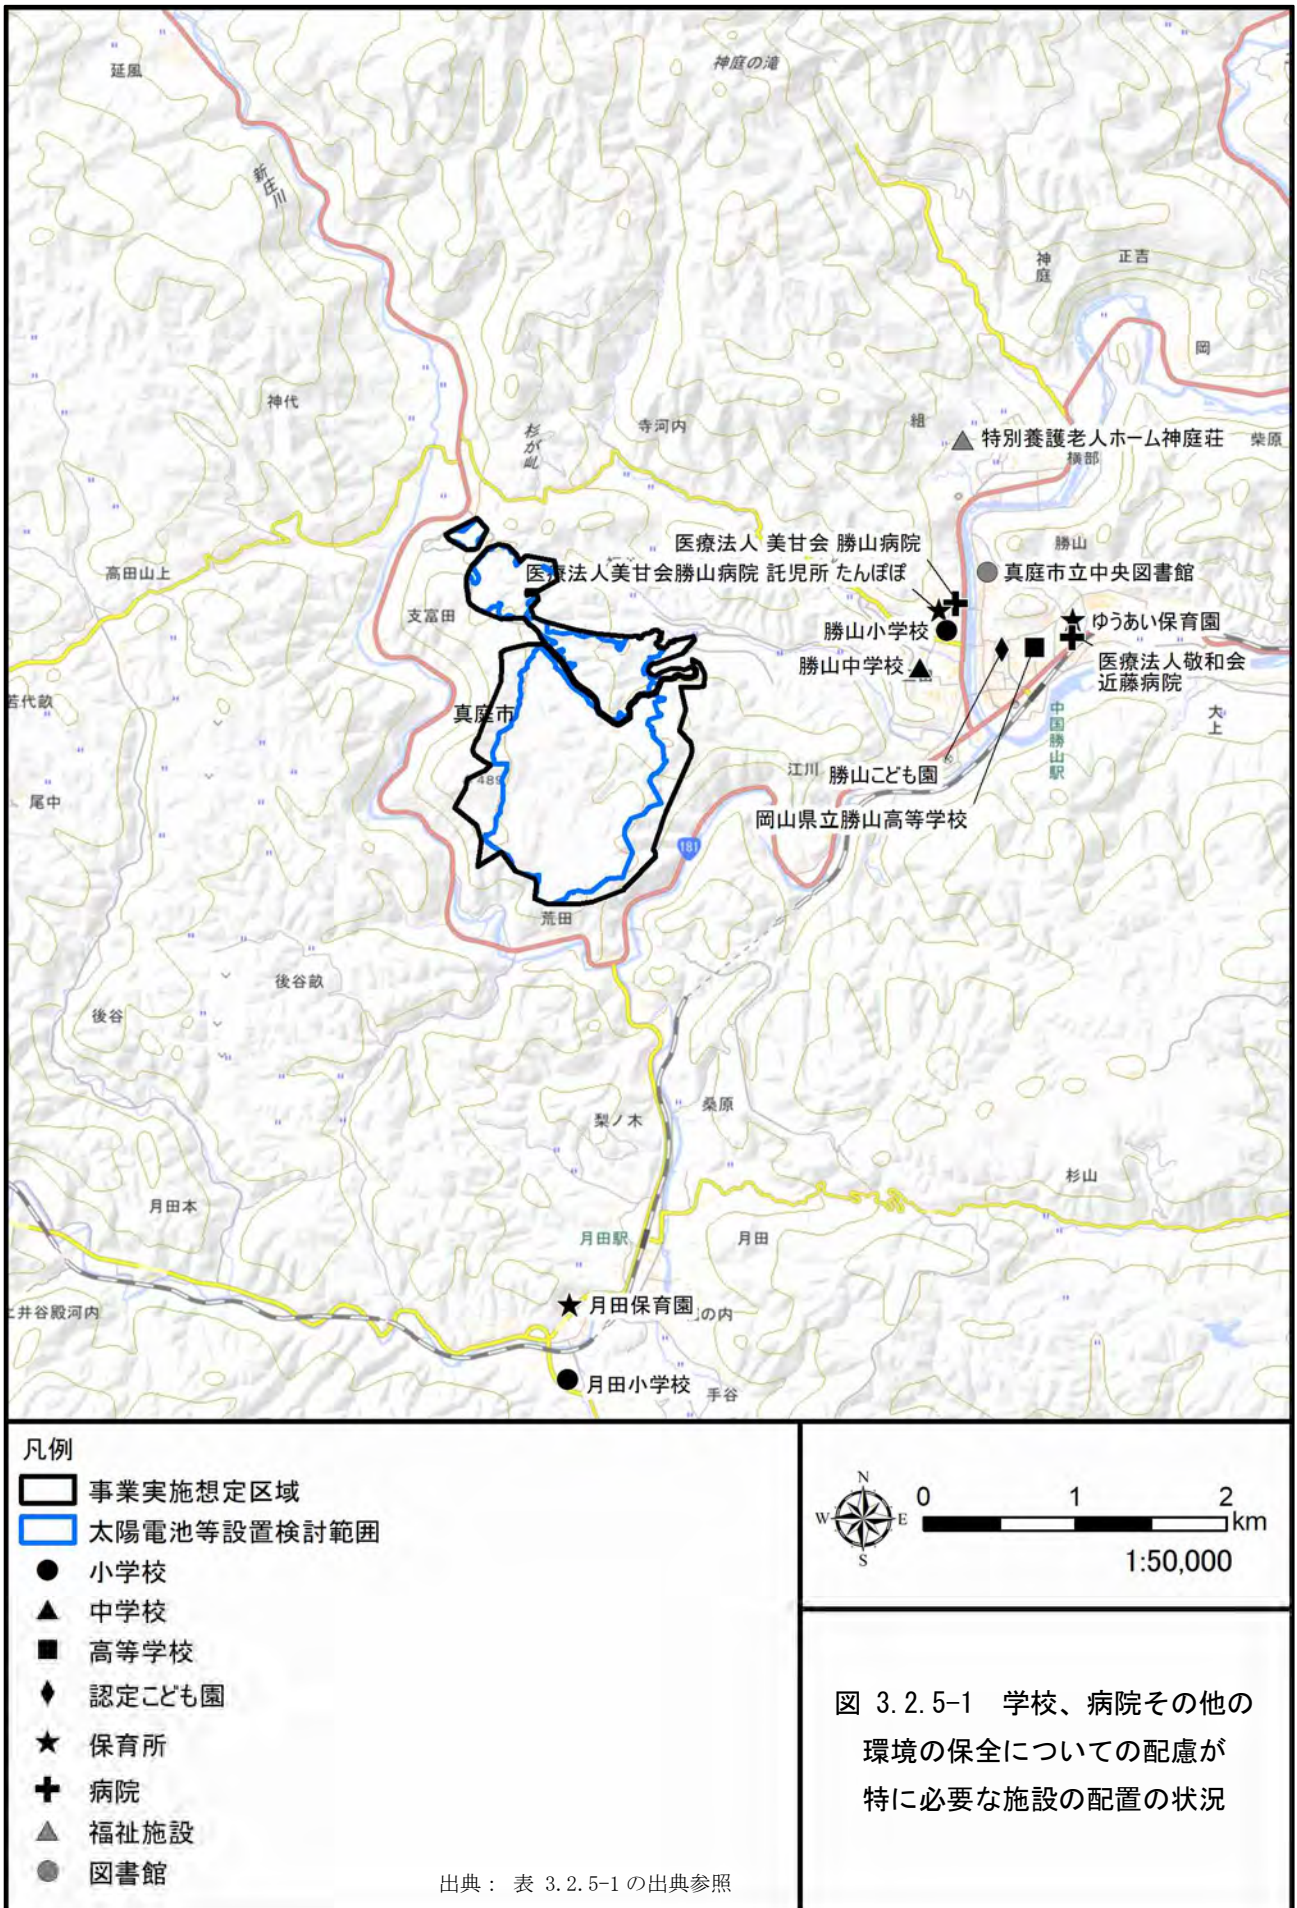 延風
神庭の滝
新庄川
神庭
正吉
岡
神代
杉が乢
寺河内
組
特別養護老人ホーム神庭荘
柴原
横部
医療法人 美甘会 勝山病院
勝山
高田山上
医療法人美甘会勝山病院 託児所 たんぽぽ
真庭市立中央図書館
支富田
勝山小学校
ゆうあい保育園
勝山中学校
医療法人敬和会
近藤病院
若代畝
真庭市
大上
中国勝山駅
489
江川
勝山こども園
尾中
岡山県立勝山高等学校
181
荒田
後谷畝
後谷
桑原
梨ノ木
杉山
月田本
月田駅
月田
月田保育園
の内
井谷殿河内
月田小学校
手谷
凡例
事業実施想定区域
太陽電池等設置検討範囲
小学校
中学校
高等学校
認定こども園
保育所
病院
福祉施設
図書館
出典： 表 3.2.5-1 の出典参照
N
W E
S
0 1 2
km
1:50,000
図 3.2.5-1 学校、病院その他の
環境の保全についての配慮が
特に必要な施設の配置の状況